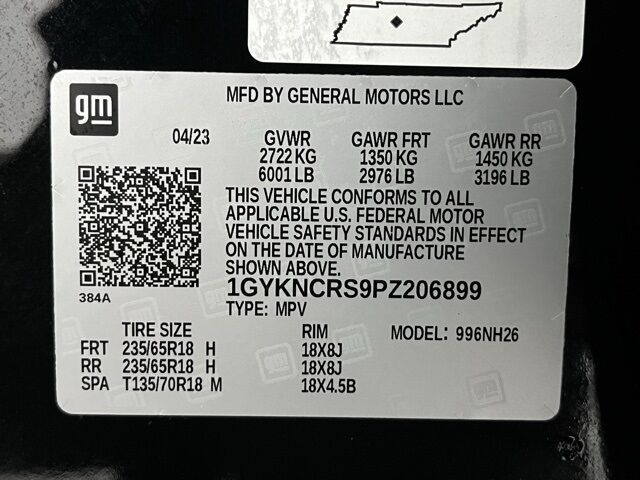 gm
MFD BY GENERAL MOTORS LLC
04/23 GVWR GAWR FRT GAWR RR
2722 KG 1350 KG 1450 KG
6001 LB 2976 LB 3196 LB
THIS VEHICLE CONFORMS TO ALL
APPLICABLE U.S. FEDERAL MOTOR
VEHICLE SAFETY STANDARDS IN EFFECT
ON THE DATE OF MANUFACTURE
SHOWN ABOVE.
384A
1GYKNCRS9PZ206899
TYPE: MPV
TIRE SIZE RIM MODEL: 996NH26
FRT 235/65R18 H 18X8J
RR 235/65R18 H 18X8J
SPA T135/70R18 M 18X4.5B